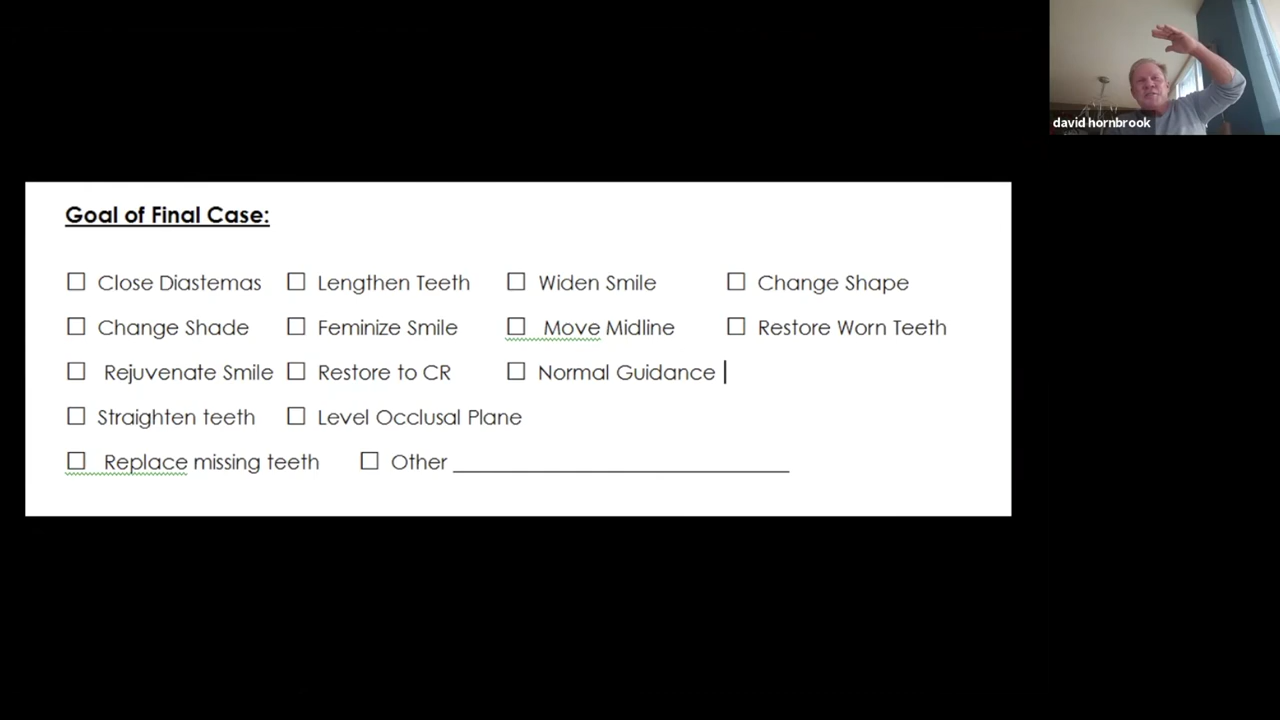 david hornbrook
Goal of Final Case:
Close Diastemas Lengthen Teeth Widen Smile Change Shape
Change Shade Feminize Smile Move Midline Restore Worn Teeth
Rejuvenate Smile Restore to CR Normal Guidance
Straighten teeth Level Occlusal Plane
Replace missing teeth Other